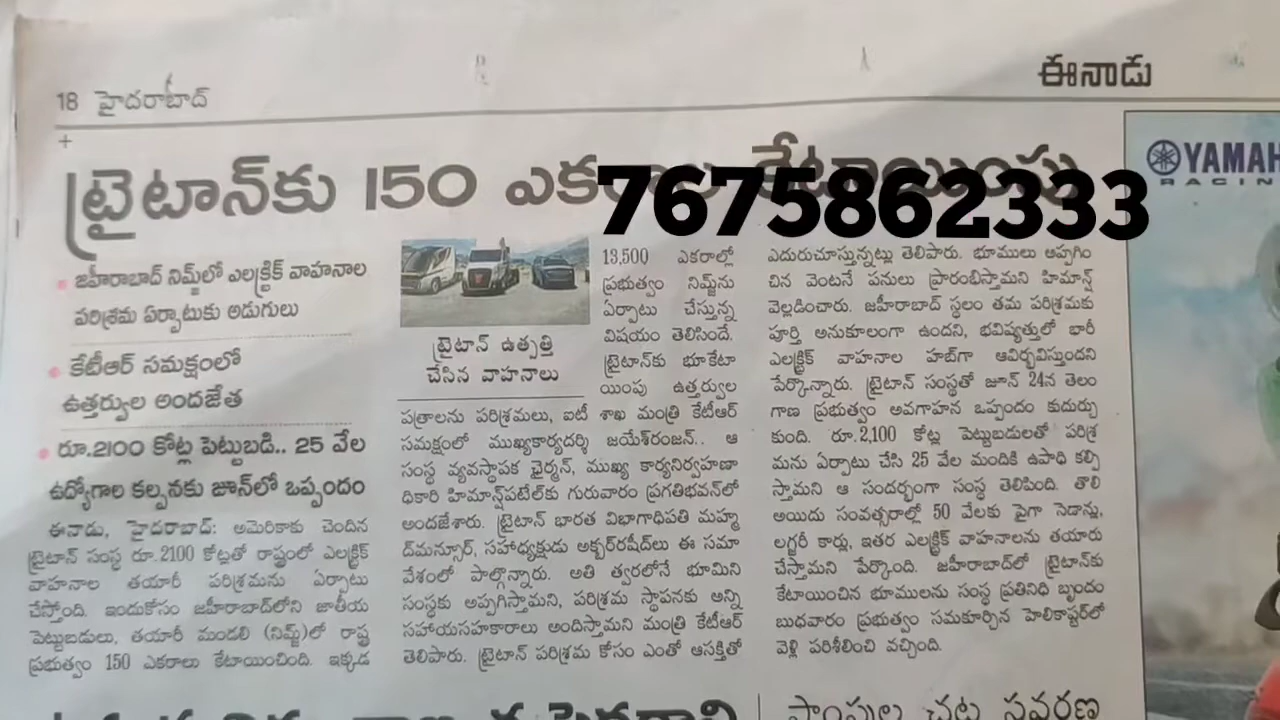 18 హైదరాబాద్
ఈనాడు
ట్రైటాన్‌కు 150 ఎకరాల కేటాయింపు
7675862333
జహీరాబాద్ నిమ్జ్‌లో ఎలక్ట్రిక్ వాహనాల
పరిశ్రమ ఏర్పాటుకు అడుగులు
కేటీఆర్ సమక్షంలో
ఉత్తర్వుల అందజేత
రూ.2100 కోట్ల పెట్టుబడి.. 25 వేల
ఉద్యోగాల కల్పనకు జూన్‌లో ఒప్పందం
ఈనాడు, హైదరాబాద్: అమెరికాకు చెందిన
ట్రైటాన్ సంస్థ రూ.2100 కోట్లతో రాష్ట్రంలో ఎలక్ట్రిక్
వాహనాల తయారీ పరిశ్రమను ఏర్పాటు
చేస్తోంది. ఇందుకోసం జహీరాబాద్‌లోని జాతీయ
పెట్టుబడులు, తయారీ మండలి (నిమ్జ్)లో రాష్ట్ర
ప్రభుత్వం 150 ఎకరాలు కేటాయించింది. ఇక్కడ
ట్రైటాన్ ఉత్పత్తి
చేసిన వాహనాలు
13,500 ఎకరాల్లో
ప్రభుత్వం నిమ్జ్‌ను
ఏర్పాటు చేస్తున్న
విషయం తెలిసిందే.
ట్రైటాన్‌కు భూకేటా
యింపు ఉత్తర్వుల
పత్రాలను పరిశ్రమలు, ఐటీ శాఖ మంత్రి కేటీఆర్
సమక్షంలో ముఖ్యకార్యదర్శి జయేశ్‌రంజన్.. ఆ
సంస్థ వ్యవస్థాపక ఛైర్మన్, ముఖ్య కార్యనిర్వహణా
ధికారి హిమాన్ష్‌పటేల్‌కు గురువారం ప్రగతిభవన్‌లో
అందజేశారు. ట్రైటాన్ భారత విభాగాధిపతి మహ్మ
ద్‌మన్సూర్, సహాధ్యక్షుడు అక్బర్‌రషీద్‌లు ఈ సమా
వేశంలో పాల్గొన్నారు. అతి త్వరలోనే భూమిని
సంస్థకు అప్పగిస్తామని, పరిశ్రమ స్థాపనకు అన్ని
సహాయసహకారాలు అందిస్తామని మంత్రి కేటీఆర్
తెలిపారు. ట్రైటాన్ పరిశ్రమ కోసం ఎంతో ఆసక్తితో
ఎదురుచూస్తున్నట్లు తెలిపారు. భూములు అప్పగిం
చిన వెంటనే పనులు ప్రారంభిస్తామని హిమాన్ష్
వెల్లడించారు. జహీరాబాద్ స్థలం తమ పరిశ్రమకు
పూర్తి అనుకూలంగా ఉందని, భవిష్యత్తులో భారీ
ఎలక్ట్రిక్ వాహనాల హబ్‌గా ఆవిర్భవిస్తుందని
పేర్కొన్నారు. ట్రైటాన్ సంస్థతో జూన్ 24న తెలం
గాణ ప్రభుత్వం అవగాహన ఒప్పందం కుదుర్చు
కుంది. రూ.2,100 కోట్ల పెట్టుబడులతో పరిశ్ర
మను ఏర్పాటు చేసి 25 వేల మందికి ఉపాధి కల్పి
స్తామని ఆ సందర్భంగా సంస్థ తెలిపింది. తొలి
అయిదు సంవత్సరాల్లో 50 వేలకు పైగా సెడాన్లు,
లగ్జరీ కార్లు, ఇతర ఎలక్ట్రిక్ వాహనాలను తయారు
చేస్తామని పేర్కొంది. జహీరాబాద్‌లో ట్రైటాన్‌కు
కేటాయించిన భూములను సంస్థ ప్రతినిధి బృందం
బుధవారం ప్రభుత్వం సమకూర్చిన హెలికాప్టర్‌లో
వెళ్లి పరిశీలించి వచ్చింది.
YAMAH
RACIN